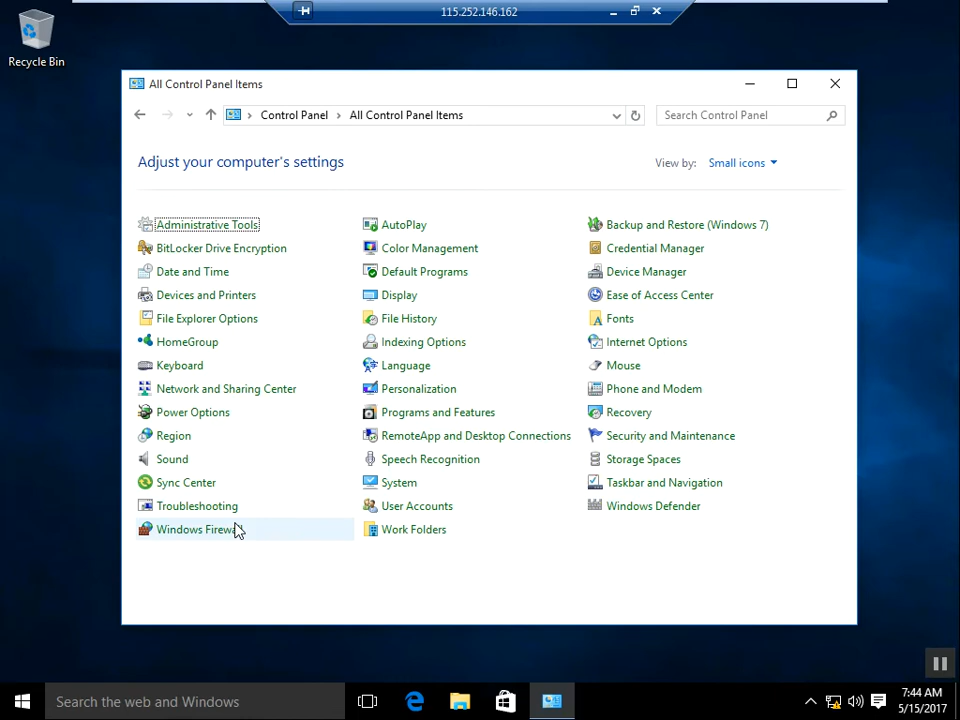 115.252.146.162
Recycle Bin
All Control Panel Items
Control Panel > All Control Panel Items
Search Control Panel
Adjust your computer's settings
View by: Small icons
Administrative Tools
AutoPlay
Backup and Restore (Windows 7)
BitLocker Drive Encryption
Color Management
Credential Manager
Date and Time
Default Programs
Device Manager
Devices and Printers
Display
Ease of Access Center
File Explorer Options
File History
Fonts
HomeGroup
Indexing Options
Internet Options
Keyboard
Language
Mouse
Network and Sharing Center
Personalization
Phone and Modem
Power Options
Programs and Features
Recovery
Region
RemoteApp and Desktop Connections
Security and Maintenance
Sound
Speech Recognition
Storage Spaces
Sync Center
System
Taskbar and Navigation
Troubleshooting
User Accounts
Windows Defender
Windows Firewall
Work Folders
Search the web and Windows
7:44 AM
5/15/2017